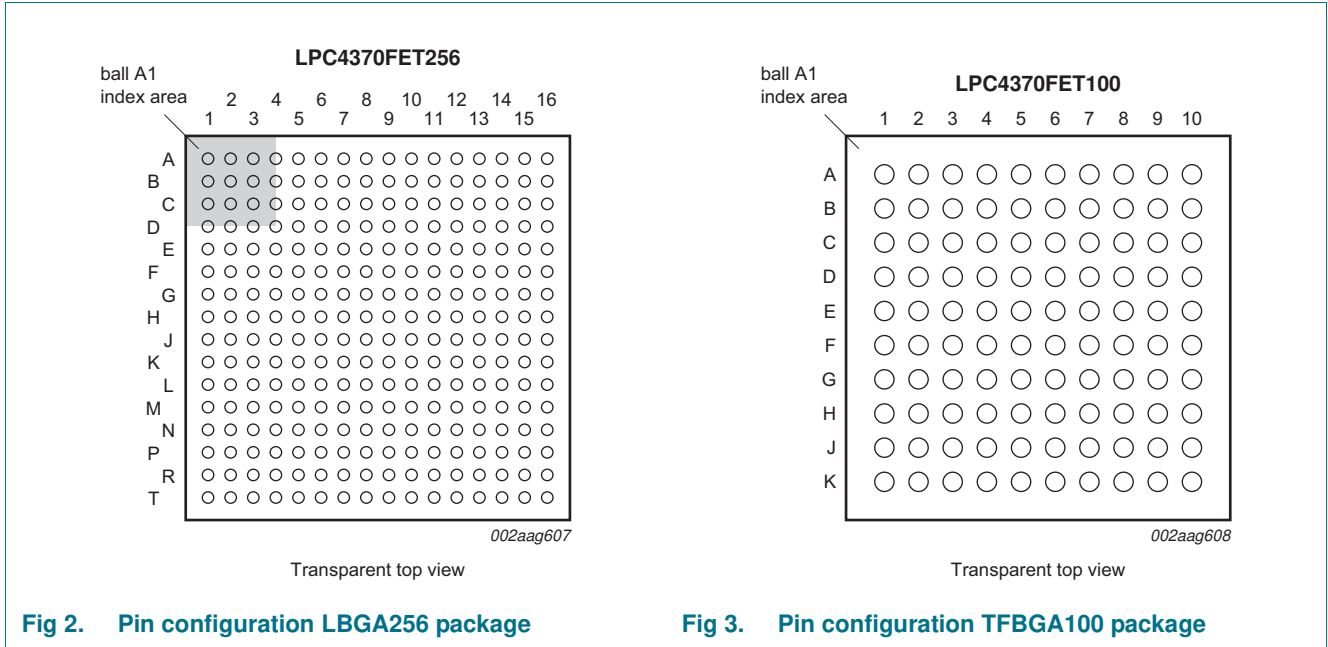 LPC4370FET256
ball A1
index area
2 4 6 8 10 12 14 16
1 3 5 7 9 11 13 15
A
B
C
D
E
F
G
H
J
K
L
M
N
P
R
T
002aag607
Transparent top view
Fig 2. Pin configuration LBGA256 package
LPC4370FET100
ball A1
index area
1 2 3 4 5 6 7 8 9 10
A
B
C
D
E
F
G
H
J
K
002aag608
Transparent top view
Fig 3. Pin configuration TFBGA100 package